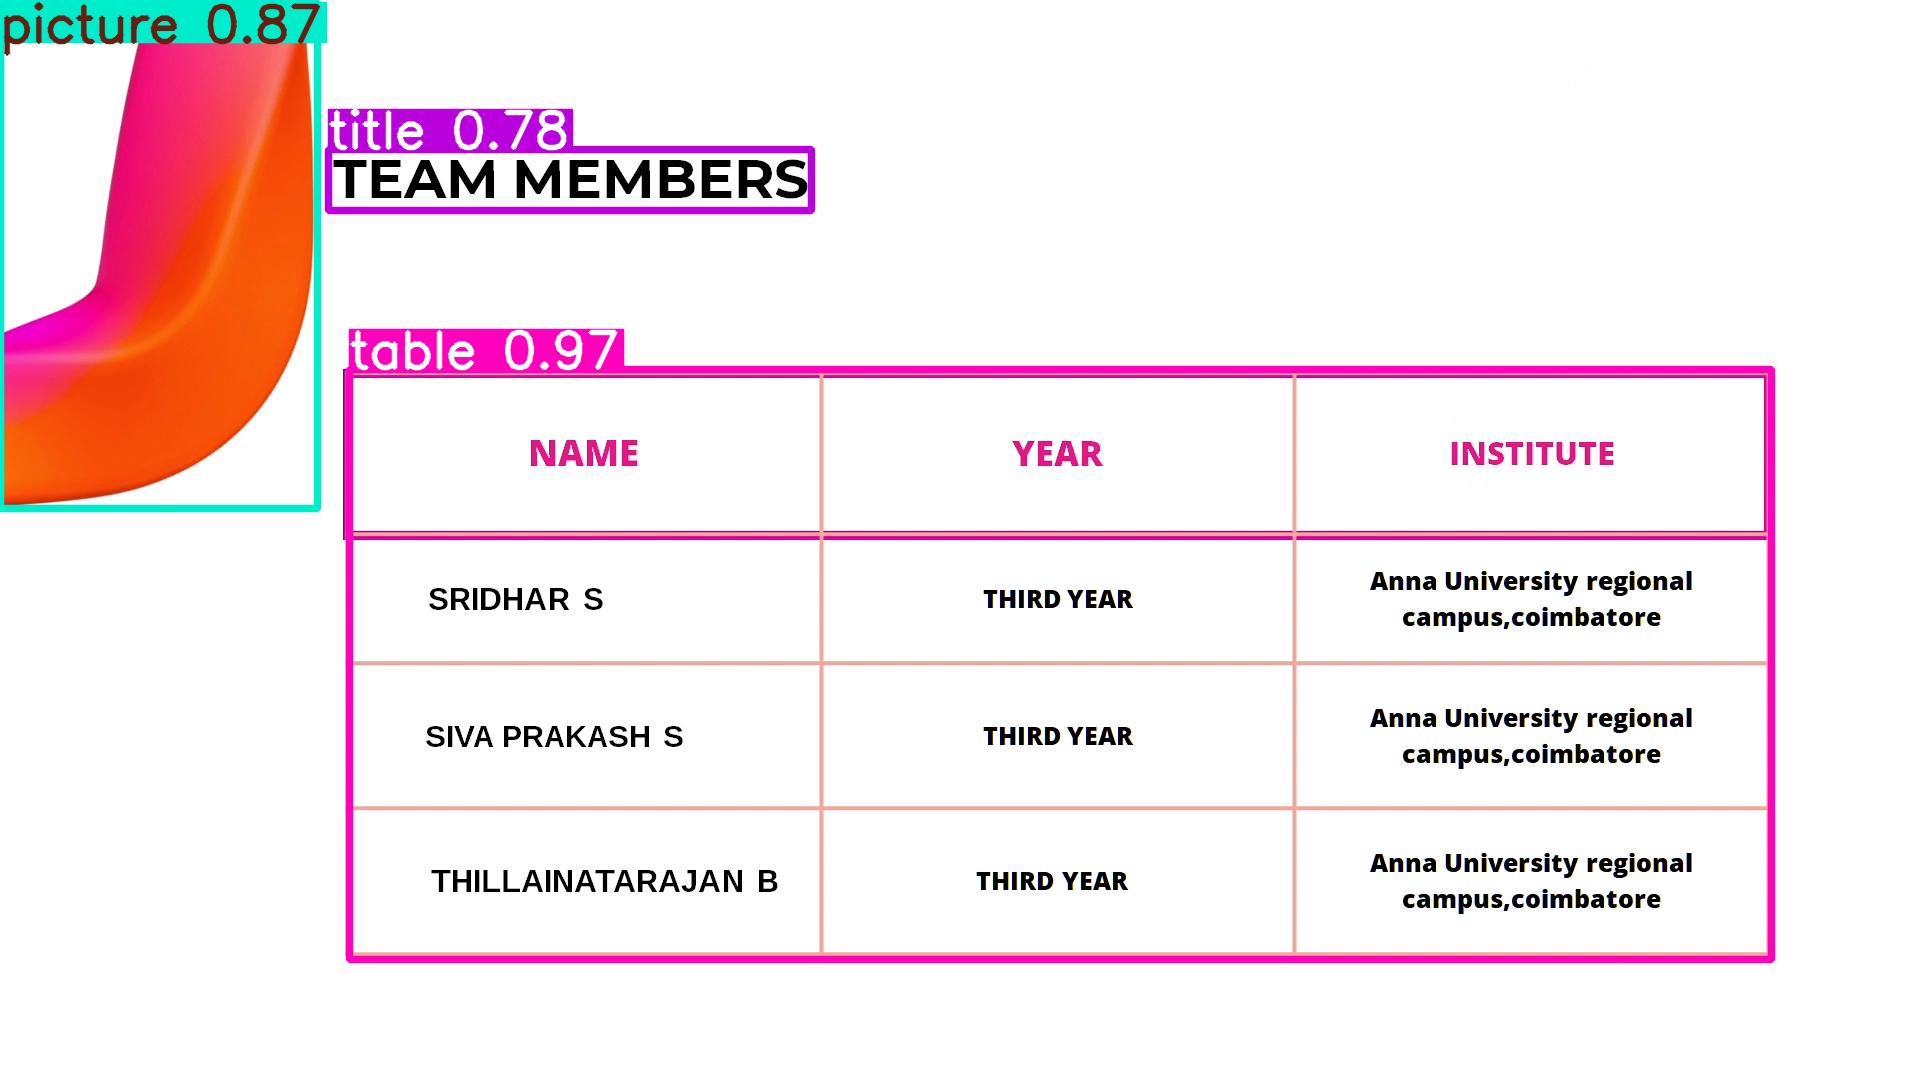 picture 0.87
title 0.78
TEAM MEMBERS
table 0.97
NAME YEAR INSTITUTE
SRIDHAR S THIRD YEAR Anna University regional
campus,coimbatore
SIVA PRAKASH S THIRD YEAR Anna University regional
campus,coimbatore
THILLAINATARAJAN B THIRD YEAR Anna University regional
campus,coimbatore